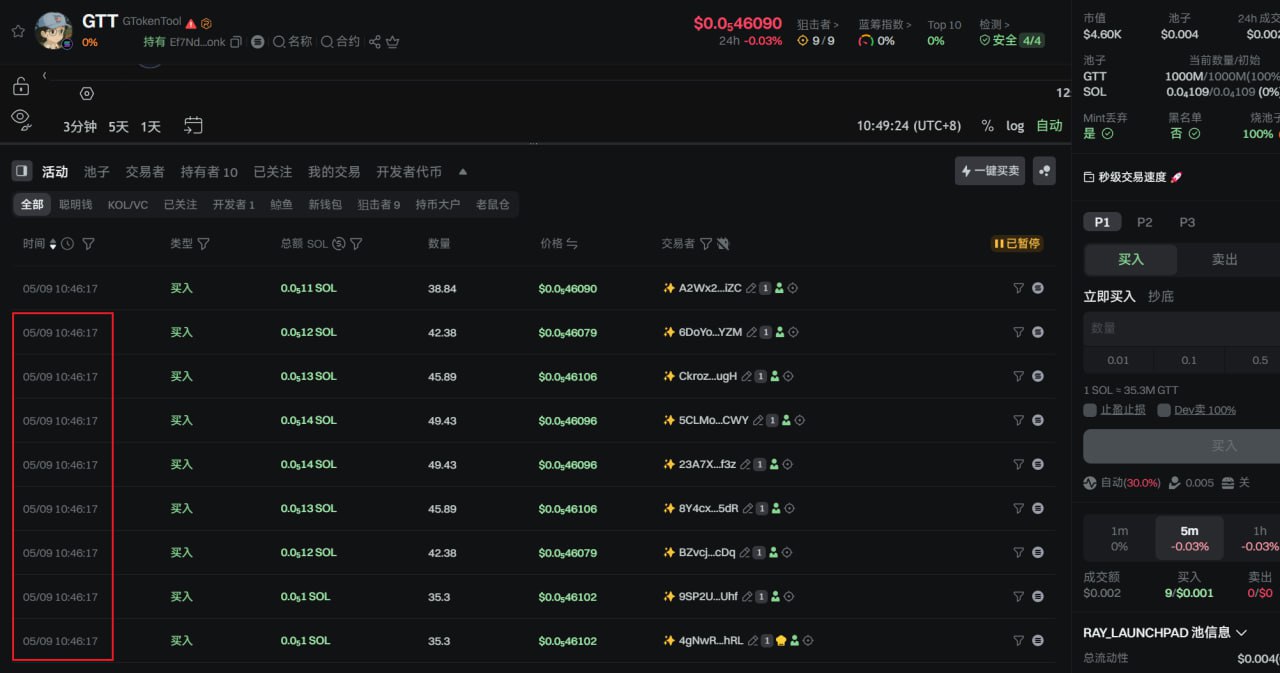 GTT GTokenTool
0%
持有 Ef7Nd...onk 名称 合约
$0.0₅46090
24h -0.03%
狙击者 >
9 / 9
蓝筹指数 >
0%
Top 10
0%
检测 >
安全 4/4
市值 池子 24h 成交
$4.60K $0.004 $0.002
池子 当前数量/初始
GTT 1000M/1000M(100%
SOL 0.0₄109/0.0₄109 (0%)
Mint丢弃 黑名单 烧池子
是 否 100%
12:
3分钟 5天 1天
10:49:24 (UTC+8) % log 自动
秒级交易速度
活动 池子 交易者 持有者 10 已关注 我的交易 开发者代币
一键买卖
全部 聪明钱 KOL/VC 已关注 开发者 1 鲸鱼 新钱包 狙击者 9 持币大户 老鼠仓
P1 P2 P3
时间 类型 总额 SOL 数量 价格 交易者 已暂停
买入 卖出
05/09 10:46:17 买入 0.0₅11 SOL 38.84 $0.0₅46090 A2Wx2...iZC 1
立即买入 抄底
05/09 10:46:17 买入 0.0₅12 SOL 42.38 $0.0₅46079 6DoYo...YZM 1
数量
0.01 0.1 0.5
05/09 10:46:17 买入 0.0₅13 SOL 45.89 $0.0₅46106 Ckroz...ugH 1
1 SOL ≈ 35.3M GTT
止盈止损 Dev卖 100%
05/09 10:46:17 买入 0.0₅14 SOL 49.43 $0.0₅46096 5CLMo...CWY 1
买入
05/09 10:46:17 买入 0.0₅14 SOL 49.43 $0.0₅46096 23A7X...f3z 1
自动(30.0%) 0.005 关
05/09 10:46:17 买入 0.0₅13 SOL 45.89 $0.0₅46106 8Y4cx...5dR 1
1m 5m 1h
0% -0.03% -0.03%
05/09 10:46:17 买入 0.0₅12 SOL 42.38 $0.0₅46079 BZvcj...cDq 1
成交额 买入 卖出
$0.002 9/$0.001 0/$0
05/09 10:46:17 买入 0.0₅1 SOL 35.3 $0.0₅46102 9SP2U...Uhf 1
RAY_LAUNCHPAD 池信息
05/09 10:46:17 买入 0.0₅1 SOL 35.3 $0.0₅46102 4gNwR...hRL 1
总流动性 $0.004(